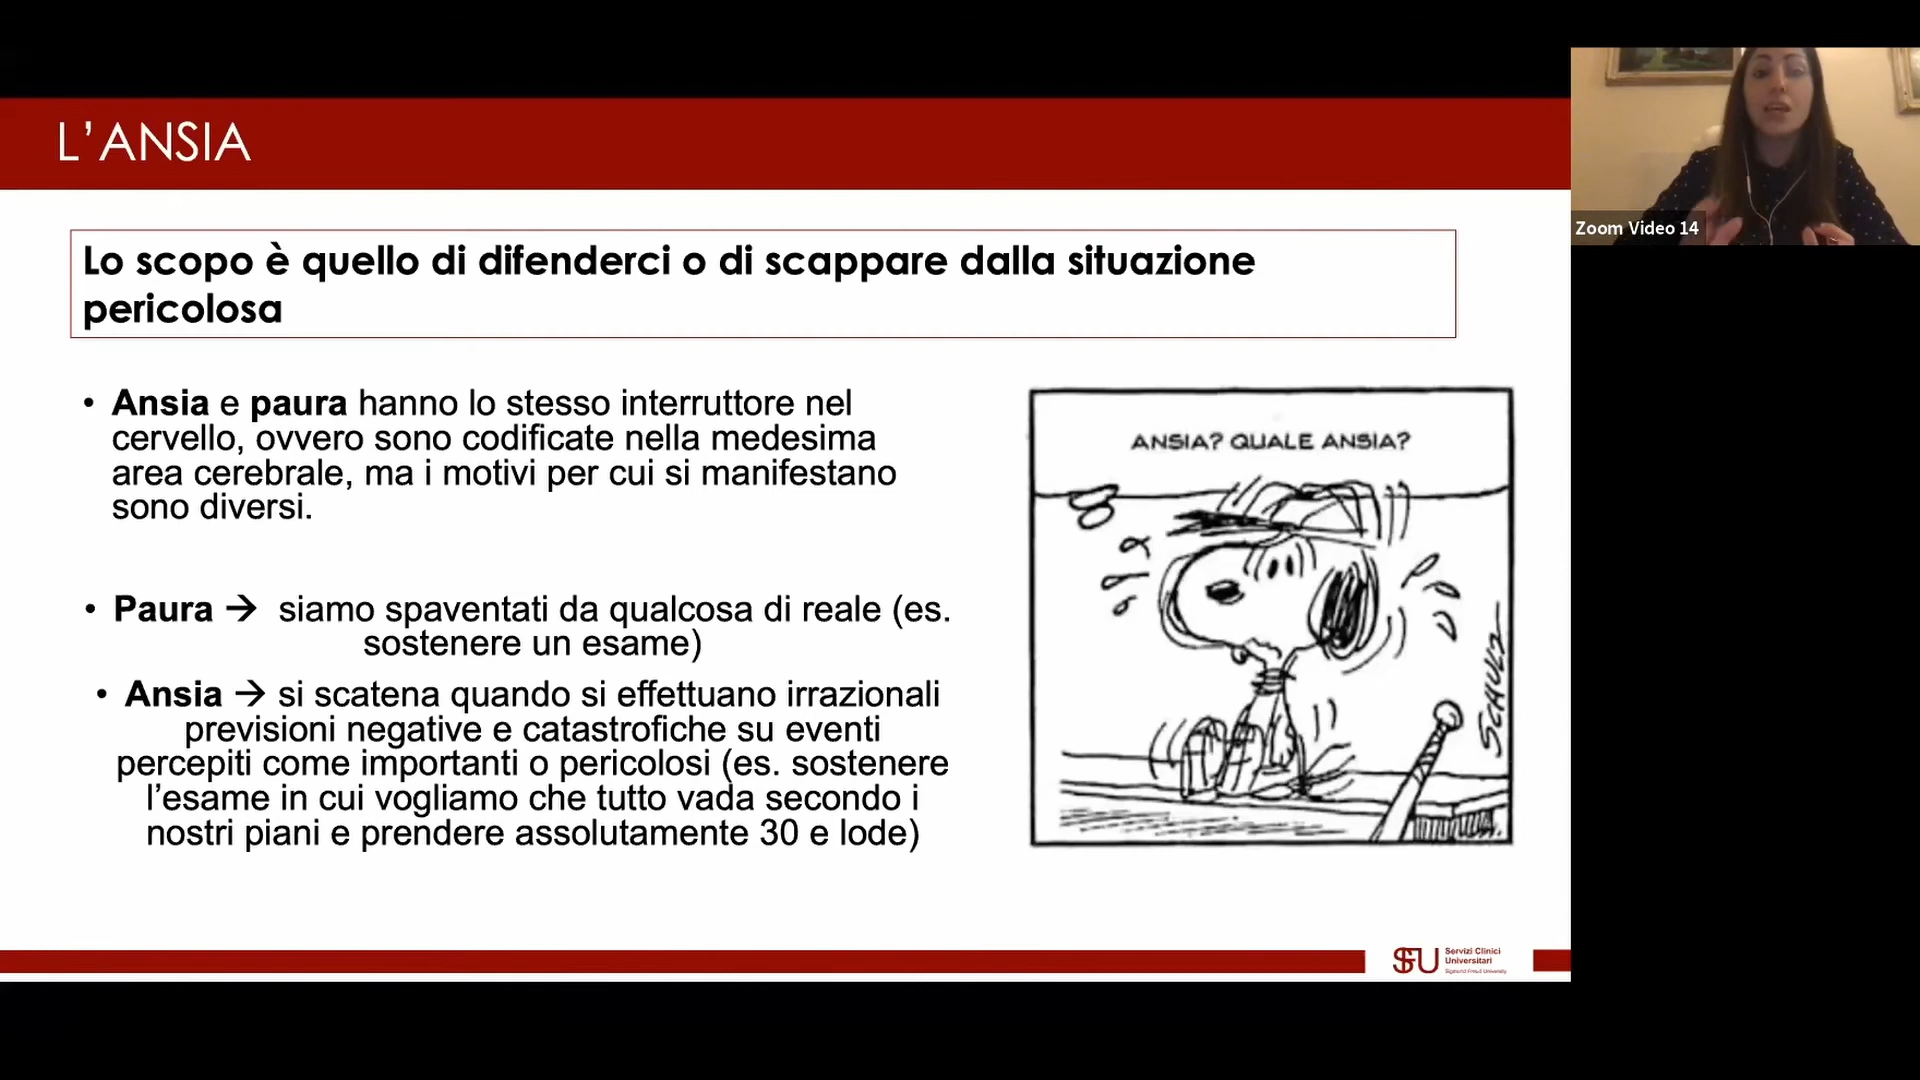 L'ANSIA
Zoom Video 14
Lo scopo è quello di difenderci o di scappare dalla situazione
pericolosa
• Ansia e paura hanno lo stesso interruttore nel
cervello, ovvero sono codificate nella medesima
area cerebrale, ma i motivi per cui si manifestano
sono diversi.
• Paura → siamo spaventati da qualcosa di reale (es.
sostenere un esame)
• Ansia → si scatena quando si effettuano irrazionali
previsioni negative e catastrofiche su eventi
percepiti come importanti o pericolosi (es. sostenere
l'esame in cui vogliamo che tutto vada secondo i
nostri piani e prendere assolutamente 30 e lode)
ANSIA? QUALE ANSIA?
SCHULZ
SFU
Servizi Clinici
Universitari
Sigmund Freud University